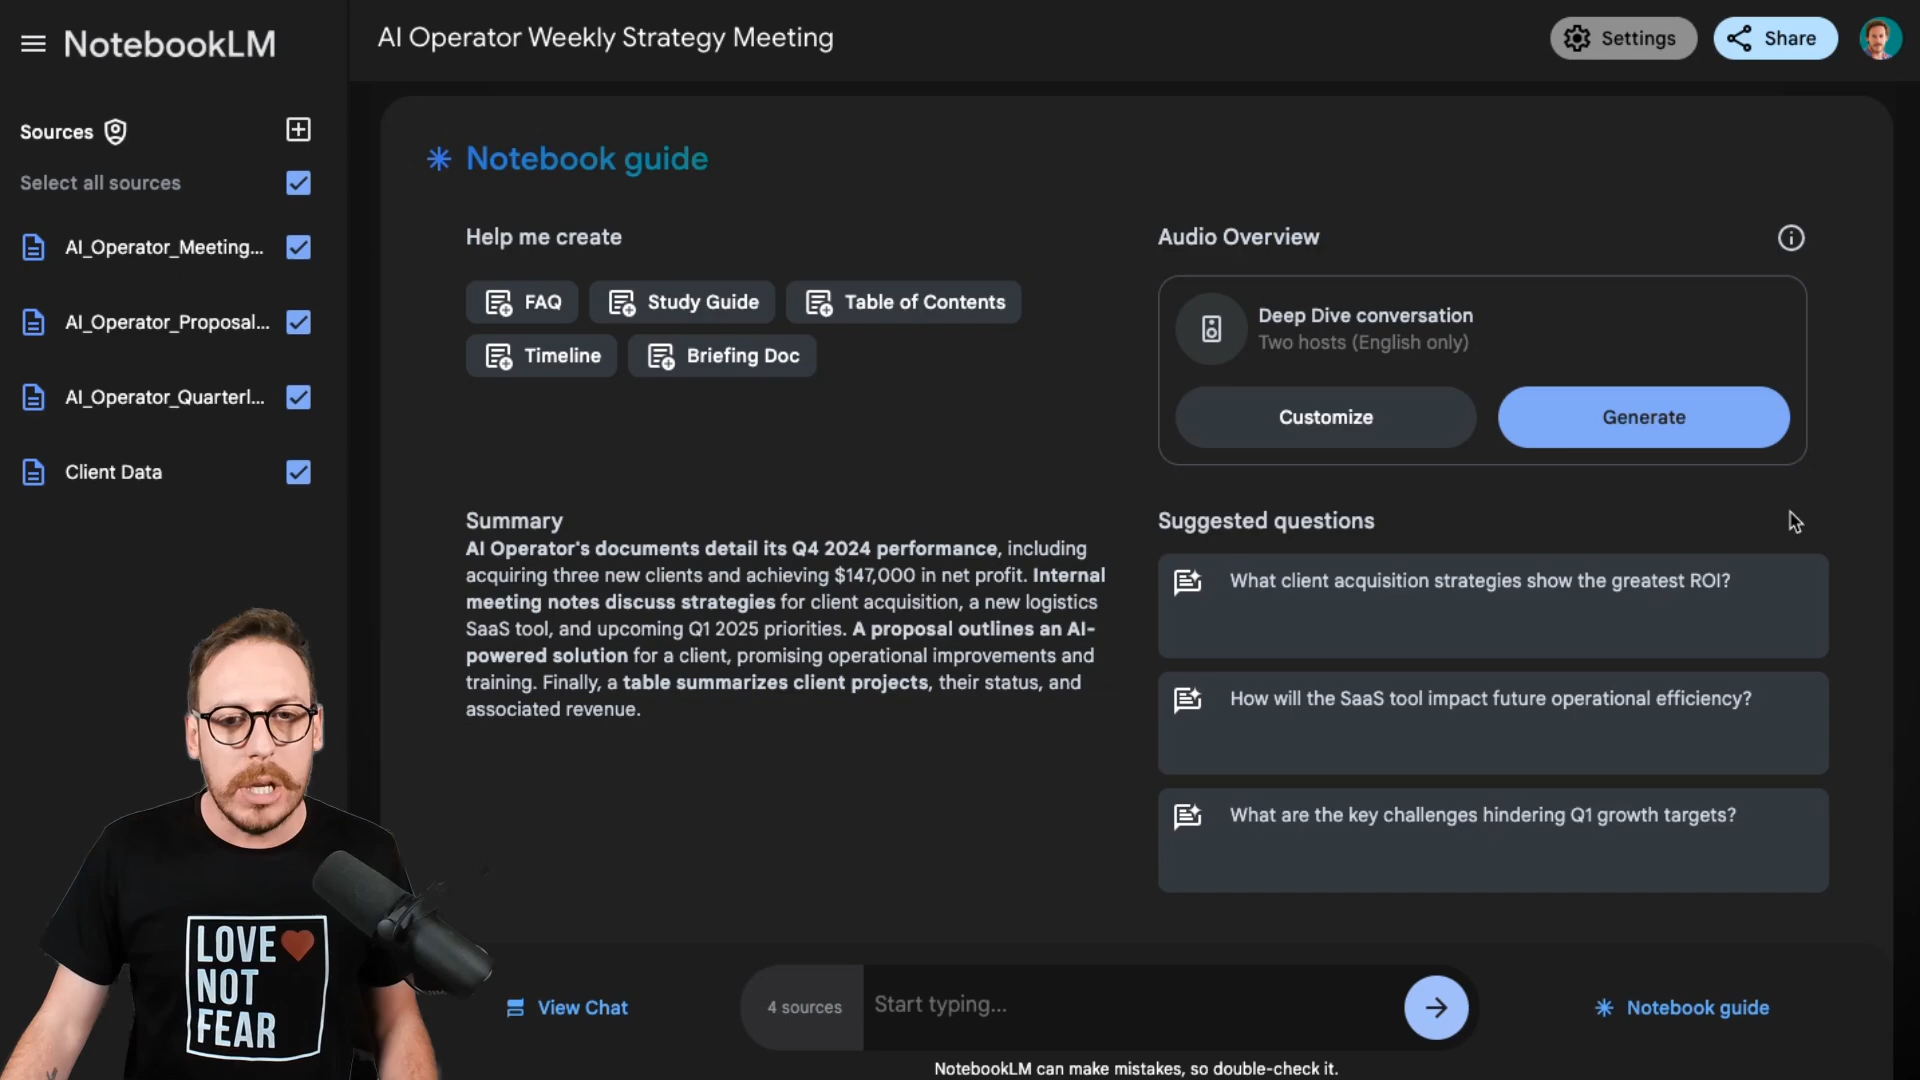 NotebookLM
AI Operator Weekly Strategy Meeting
Settings
Share
Sources
Select all sources
AI_Operator_Meeting...
AI_Operator_Proposal...
AI_Operator_Quarterl...
Client Data
Notebook guide
Help me create
FAQ
Study Guide
Table of Contents
Timeline
Briefing Doc
Audio Overview
Deep Dive conversation
Two hosts (English only)
Customize
Generate
Summary
AI Operator's documents detail its Q4 2024 performance, including
acquiring three new clients and achieving $147,000 in net profit. Internal
meeting notes discuss strategies for client acquisition, a new logistics
SaaS tool, and upcoming Q1 2025 priorities. A proposal outlines an AI-
powered solution for a client, promising operational improvements and
training. Finally, a table summarizes client projects, their status, and
associated revenue.
Suggested questions
What client acquisition strategies show the greatest ROI?
How will the SaaS tool impact future operational efficiency?
What are the key challenges hindering Q1 growth targets?
LOVE
NOT
FEAR
View Chat
4 sources
Start typing...
Notebook guide
NotebookLM can make mistakes, so double-check it.